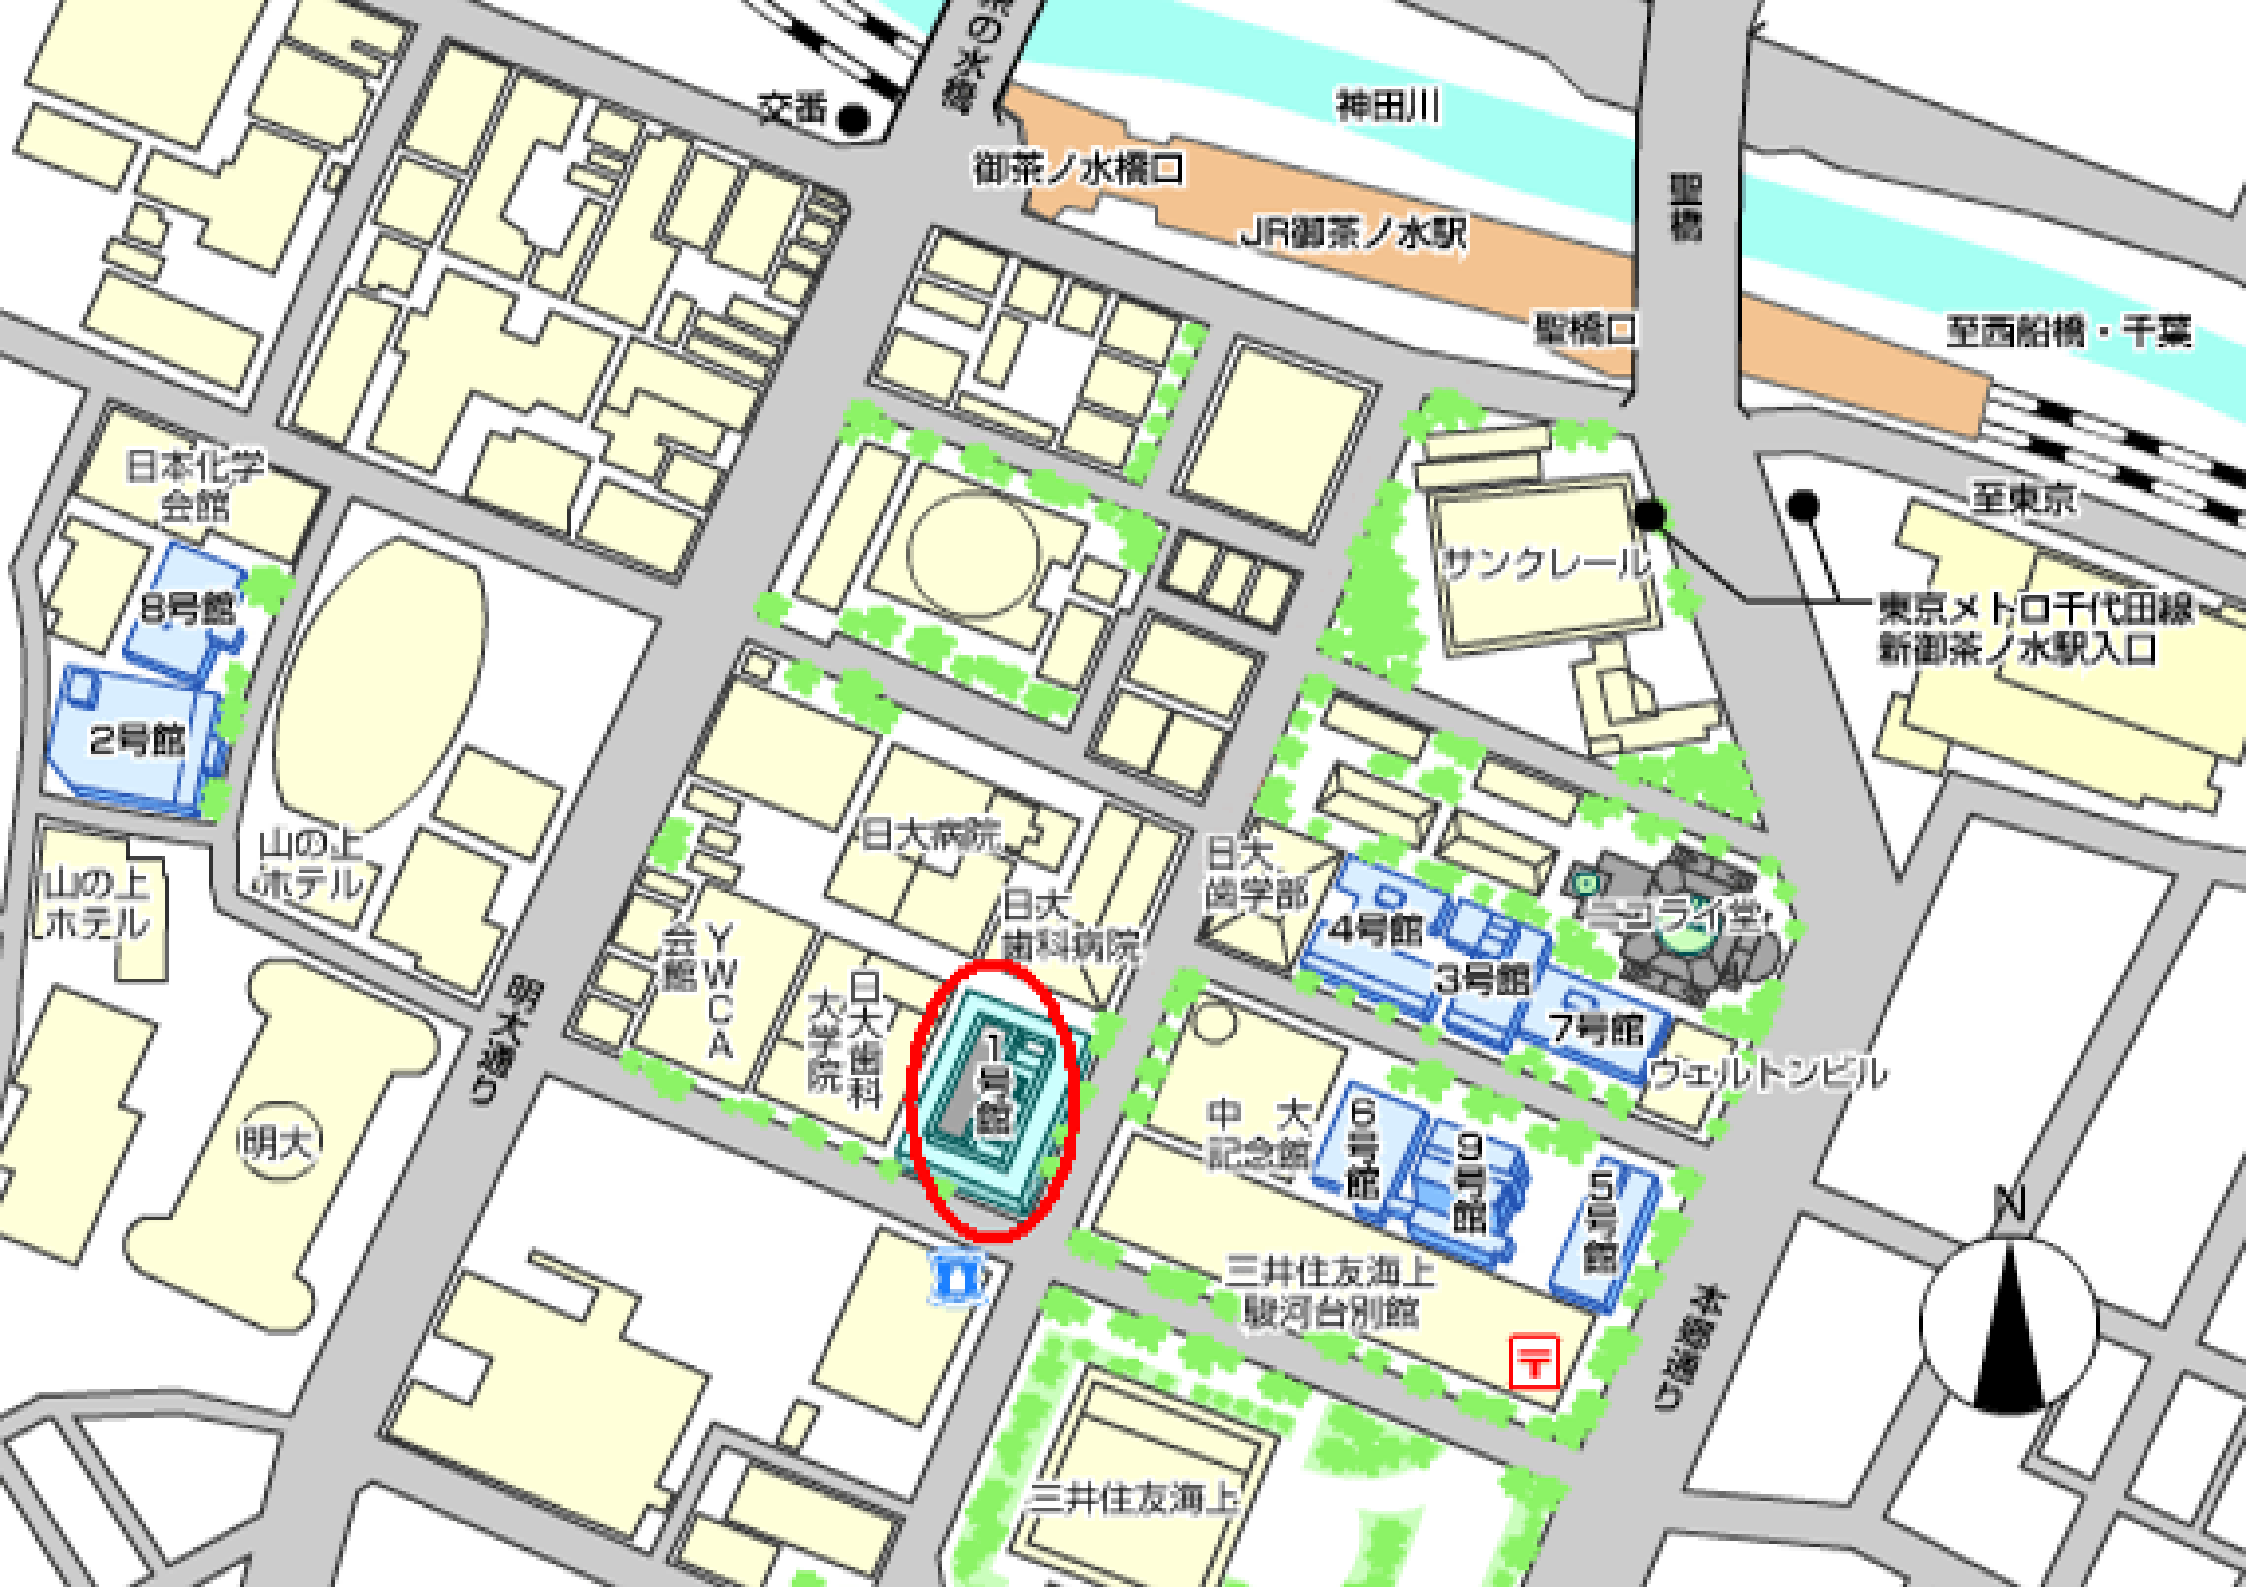 の水橋
交番
神田川
御茶ノ水橋口
JR御茶ノ水駅
聖橋
聖橋口
至西船橋・千葉
至東京
日本化学
会館
サンクレール
東京メトロ千代田線
新御茶ノ水駅入口
8号館
2号館
山の上
ホテル
山の上
ホテル
日大病院
日大
歯科病院
日大
歯学部
4号館
3号館
7号館
ニコライ堂
ウェルトンビル
YWCA
会館
日大歯科
大学院
1号館
明大通り
明大
中大
記念館
6号館
9号館
5号館
三井住友海上
駿河台別館
〒
本郷通り
N
三井住友海上